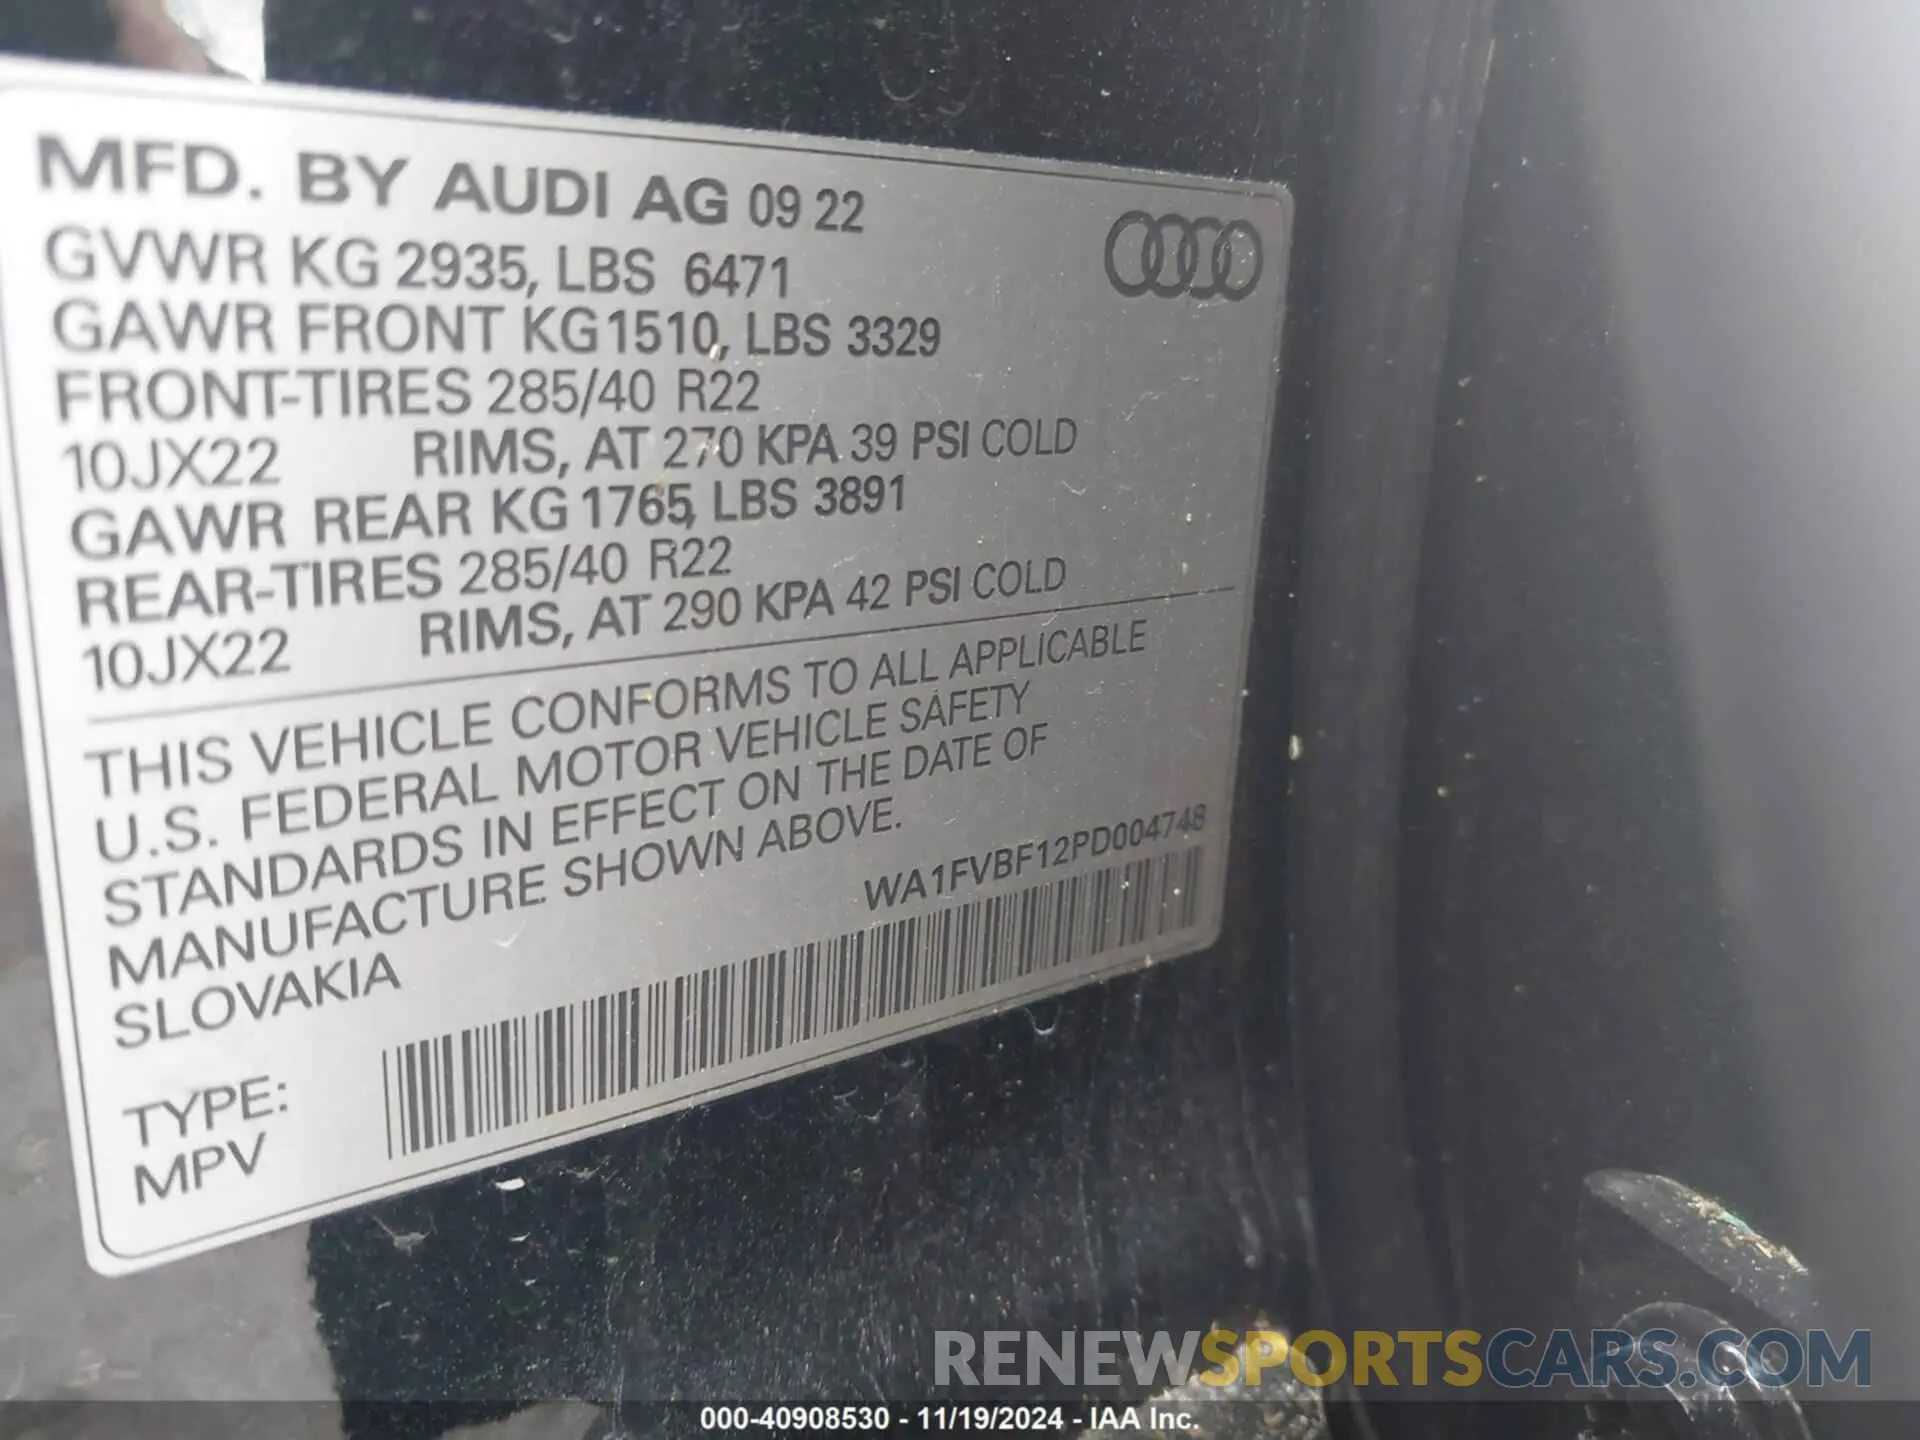 MFD. BY AUDI AG 09 22
GVWR KG 2935, LBS 6471
GAWR FRONT KG1510, LBS 3329
FRONT-TIRES 285/40 R22
10JX22 RIMS, AT 270 KPA 39 PSI COLD
GAWR REAR KG 1765, LBS 3891
REAR-TIRES 285/40 R22
10JX22 RIMS, AT 290 KPA 42 PSI COLD
THIS VEHICLE CONFORMS TO ALL APPLICABLE
U.S. FEDERAL MOTOR VEHICLE SAFETY
STANDARDS IN EFFECT ON THE DATE OF
MANUFACTURE SHOWN ABOVE.
SLOVAKIA
WA1FVBF12PD004748
TYPE:
MPV
RENEWSPORTSCARS.COM
000-40908530 - 11/19/2024 - IAA Inc.